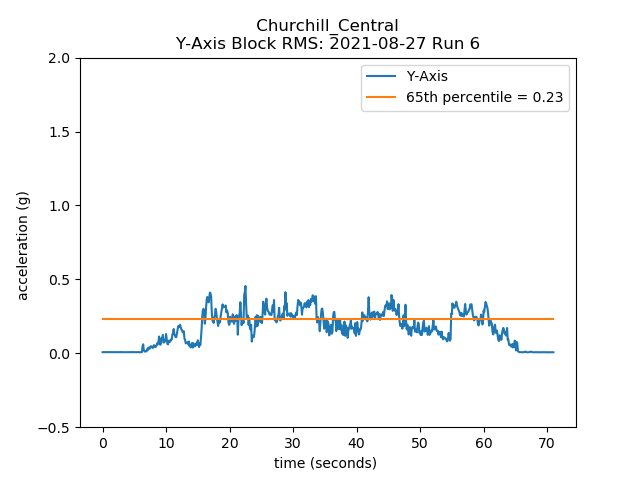 Churchill_Central
Y-Axis Block RMS: 2021-08-27 Run 6
2.0
1.5
1.0
0.5
0.0
−0.5
acceleration (g)
Y-Axis
65th percentile = 0.23
0 10 20 30 40 50 60 70
time (seconds)